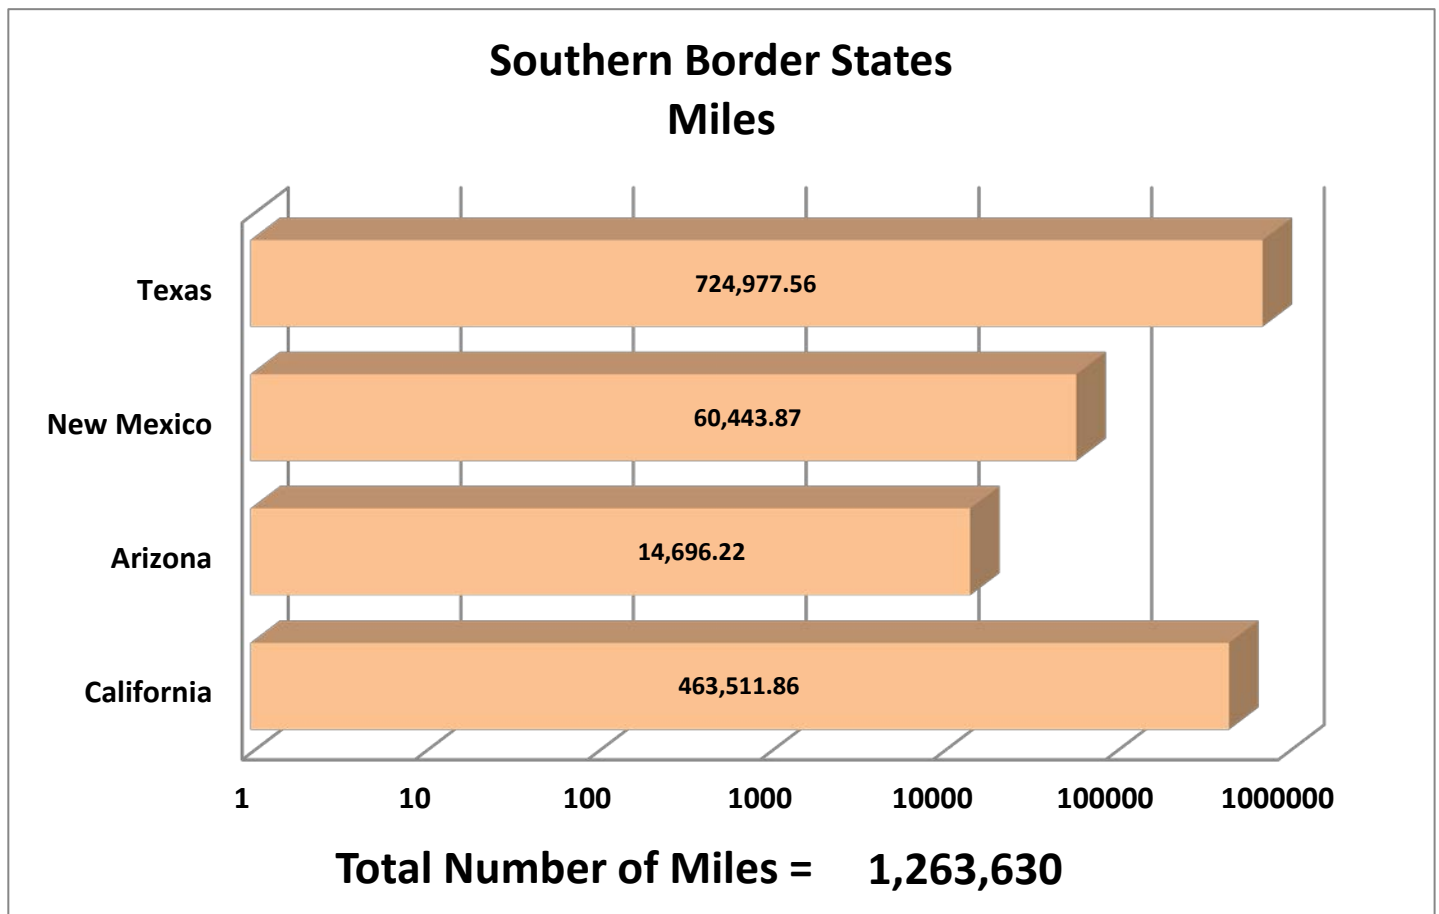 Southern Border States
Miles
Texas
724,977.56
New Mexico
60,443.87
Arizona
14,696.22
California
463,511.86
1 10 100 1000 10000 100000 1000000
Total Number of Miles = 1,263,630